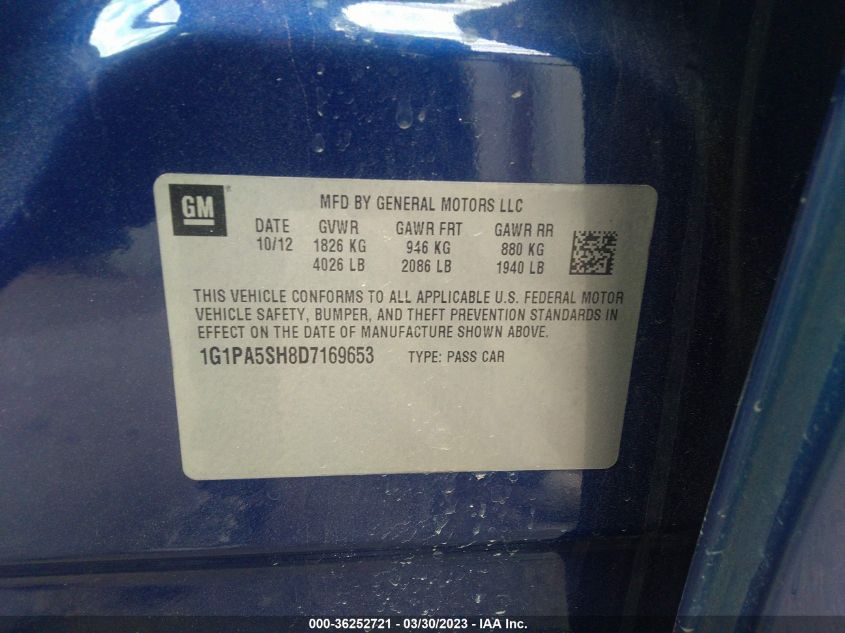 GM
MFD BY GENERAL MOTORS LLC
DATE GVWR GAWR FRT GAWR RR
10/12 1826 KG 946 KG 880 KG
4026 LB 2086 LB 1940 LB
THIS VEHICLE CONFORMS TO ALL APPLICABLE U.S. FEDERAL MOTOR
VEHICLE SAFETY, BUMPER, AND THEFT PREVENTION STANDARDS IN
EFFECT ON THE DATE OF MANUFACTURE SHOWN ABOVE.
1G1PA5SH8D7169653 TYPE: PASS CAR
000-36252721 - 03/30/2023 - © IAA Inc.